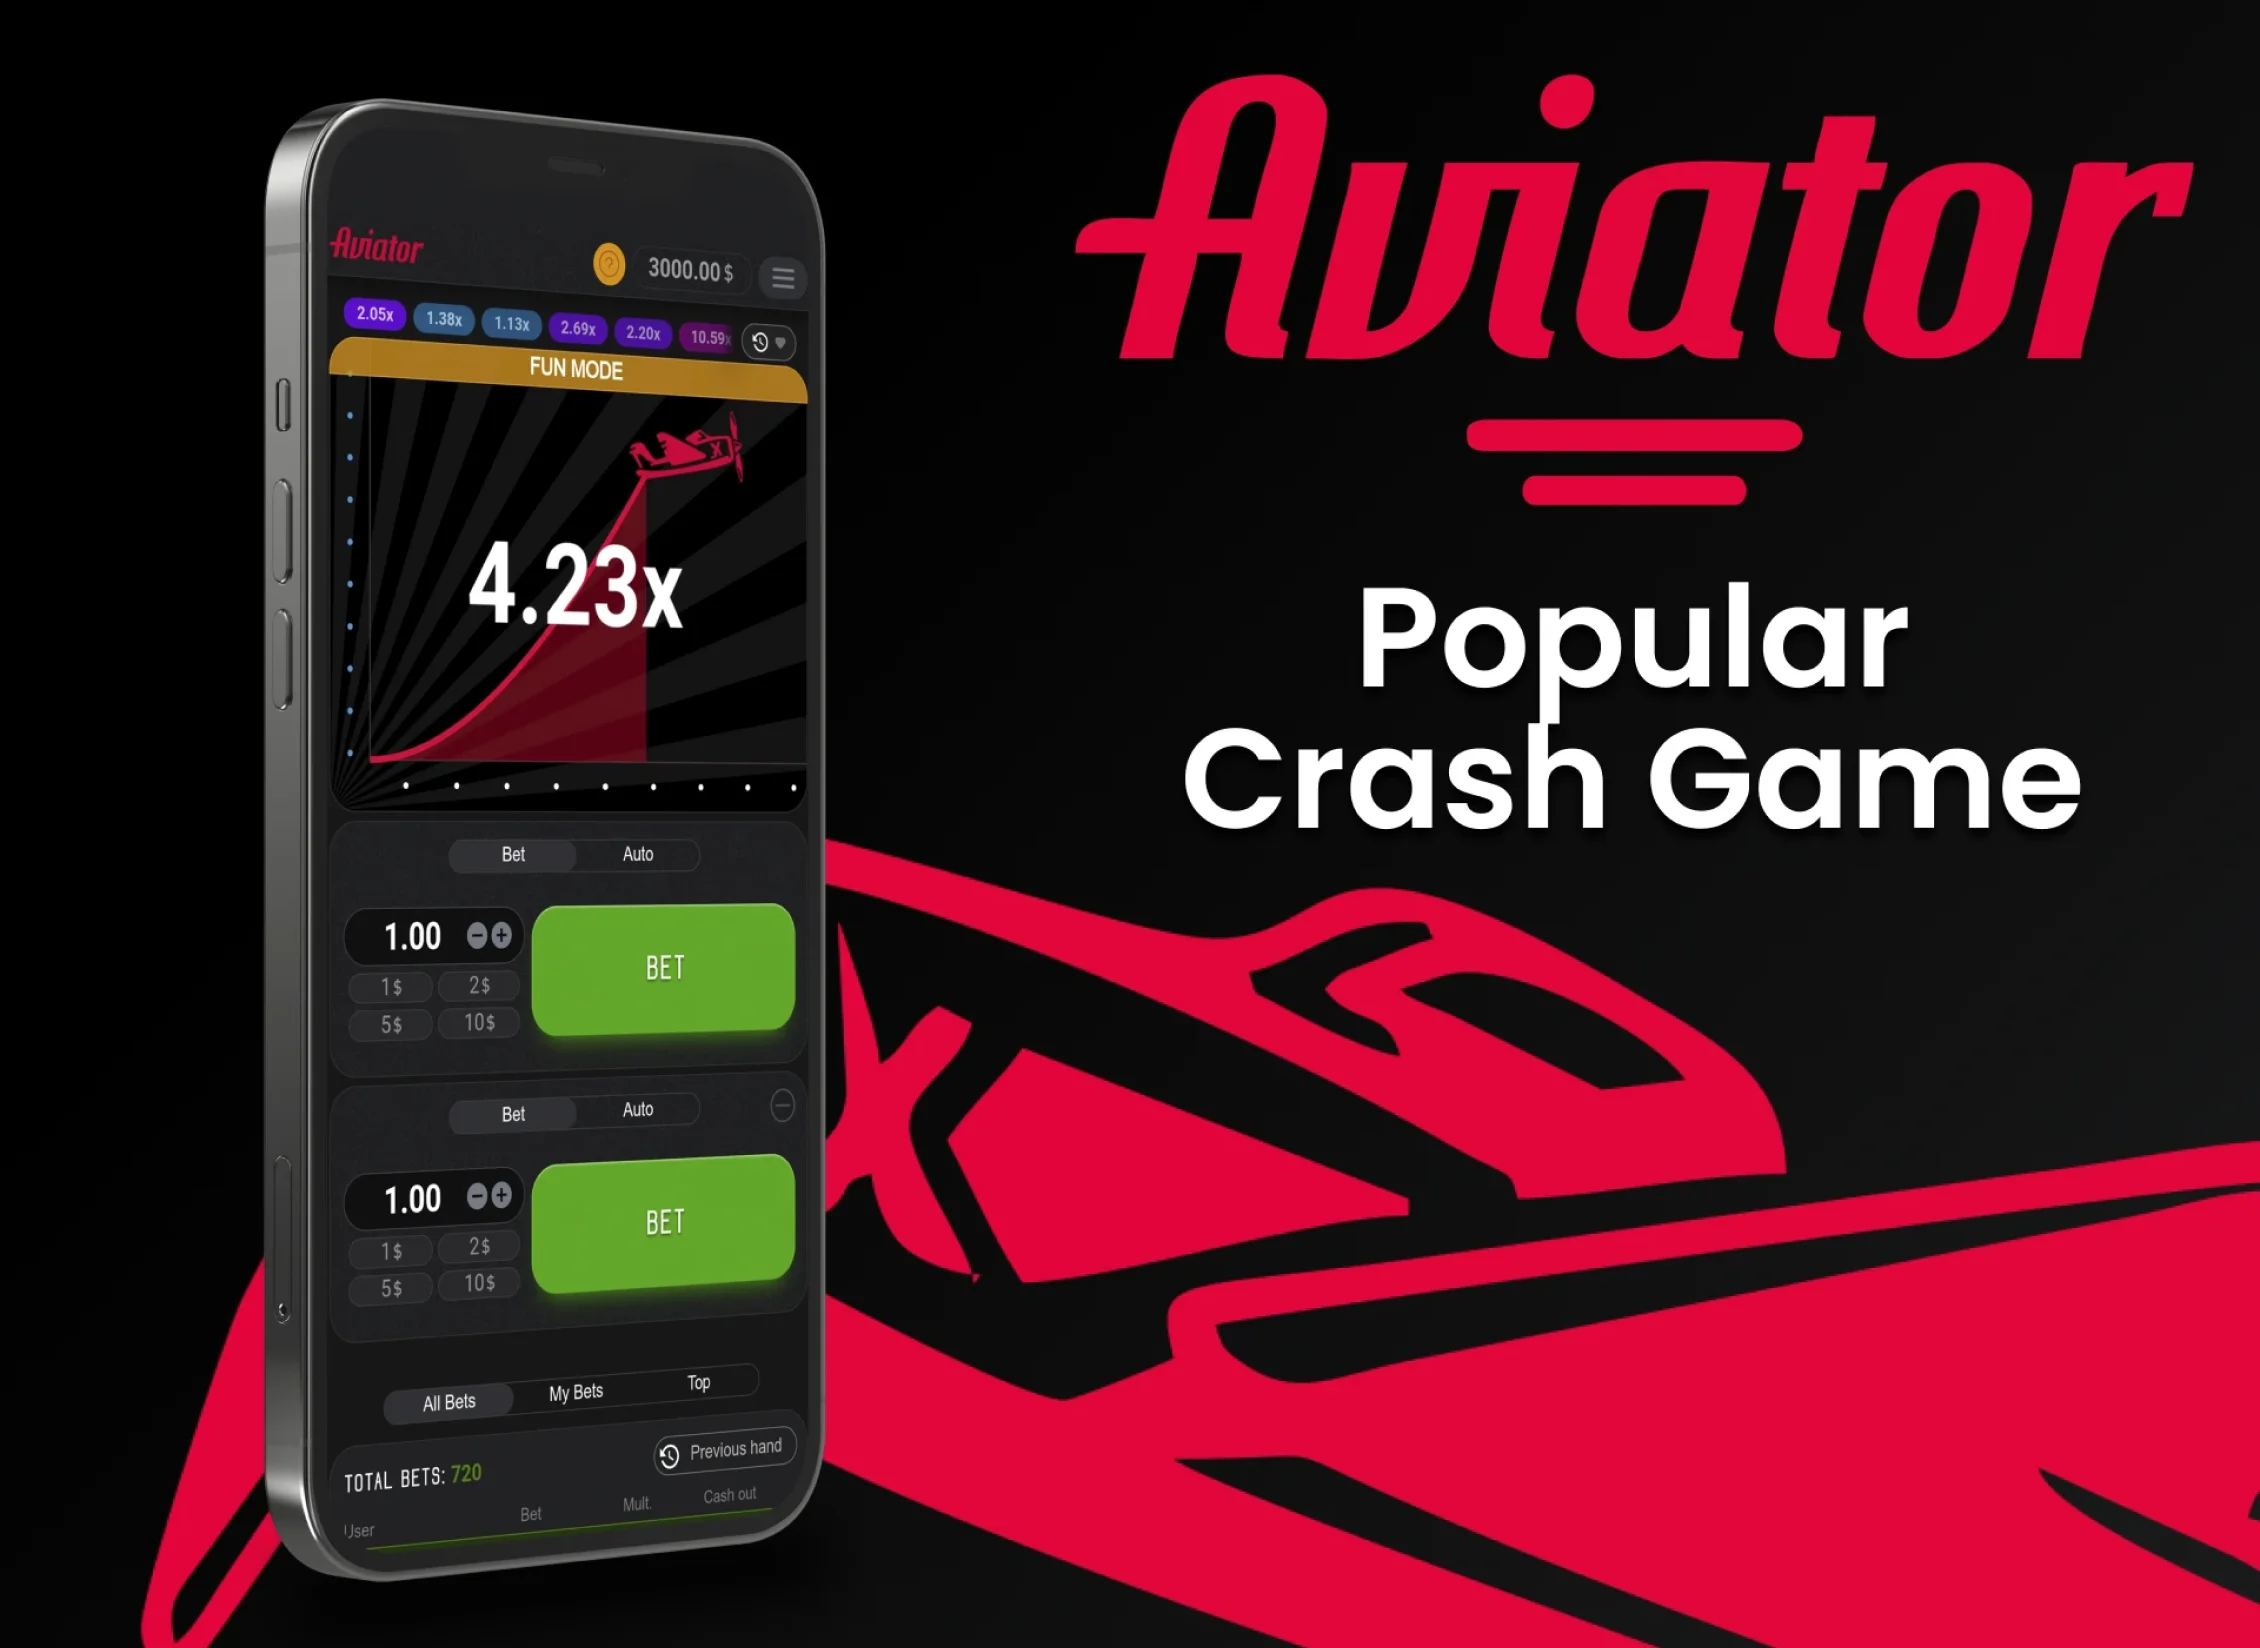 Aviator
3000.00 $
2.05x 1.38x 1.13x 2.69x 2.20x 10.59x
FUN MODE
4.23x
Bet Auto
1.00
1$ 2$
5$ 10$
BET
Bet Auto
1.00
1$ 2$
5$ 10$
BET
All Bets My Bets Top
TOTAL BETS: 720
Previous hand
User Bet Mult. Cash out
Aviator
Popular
Crash Game